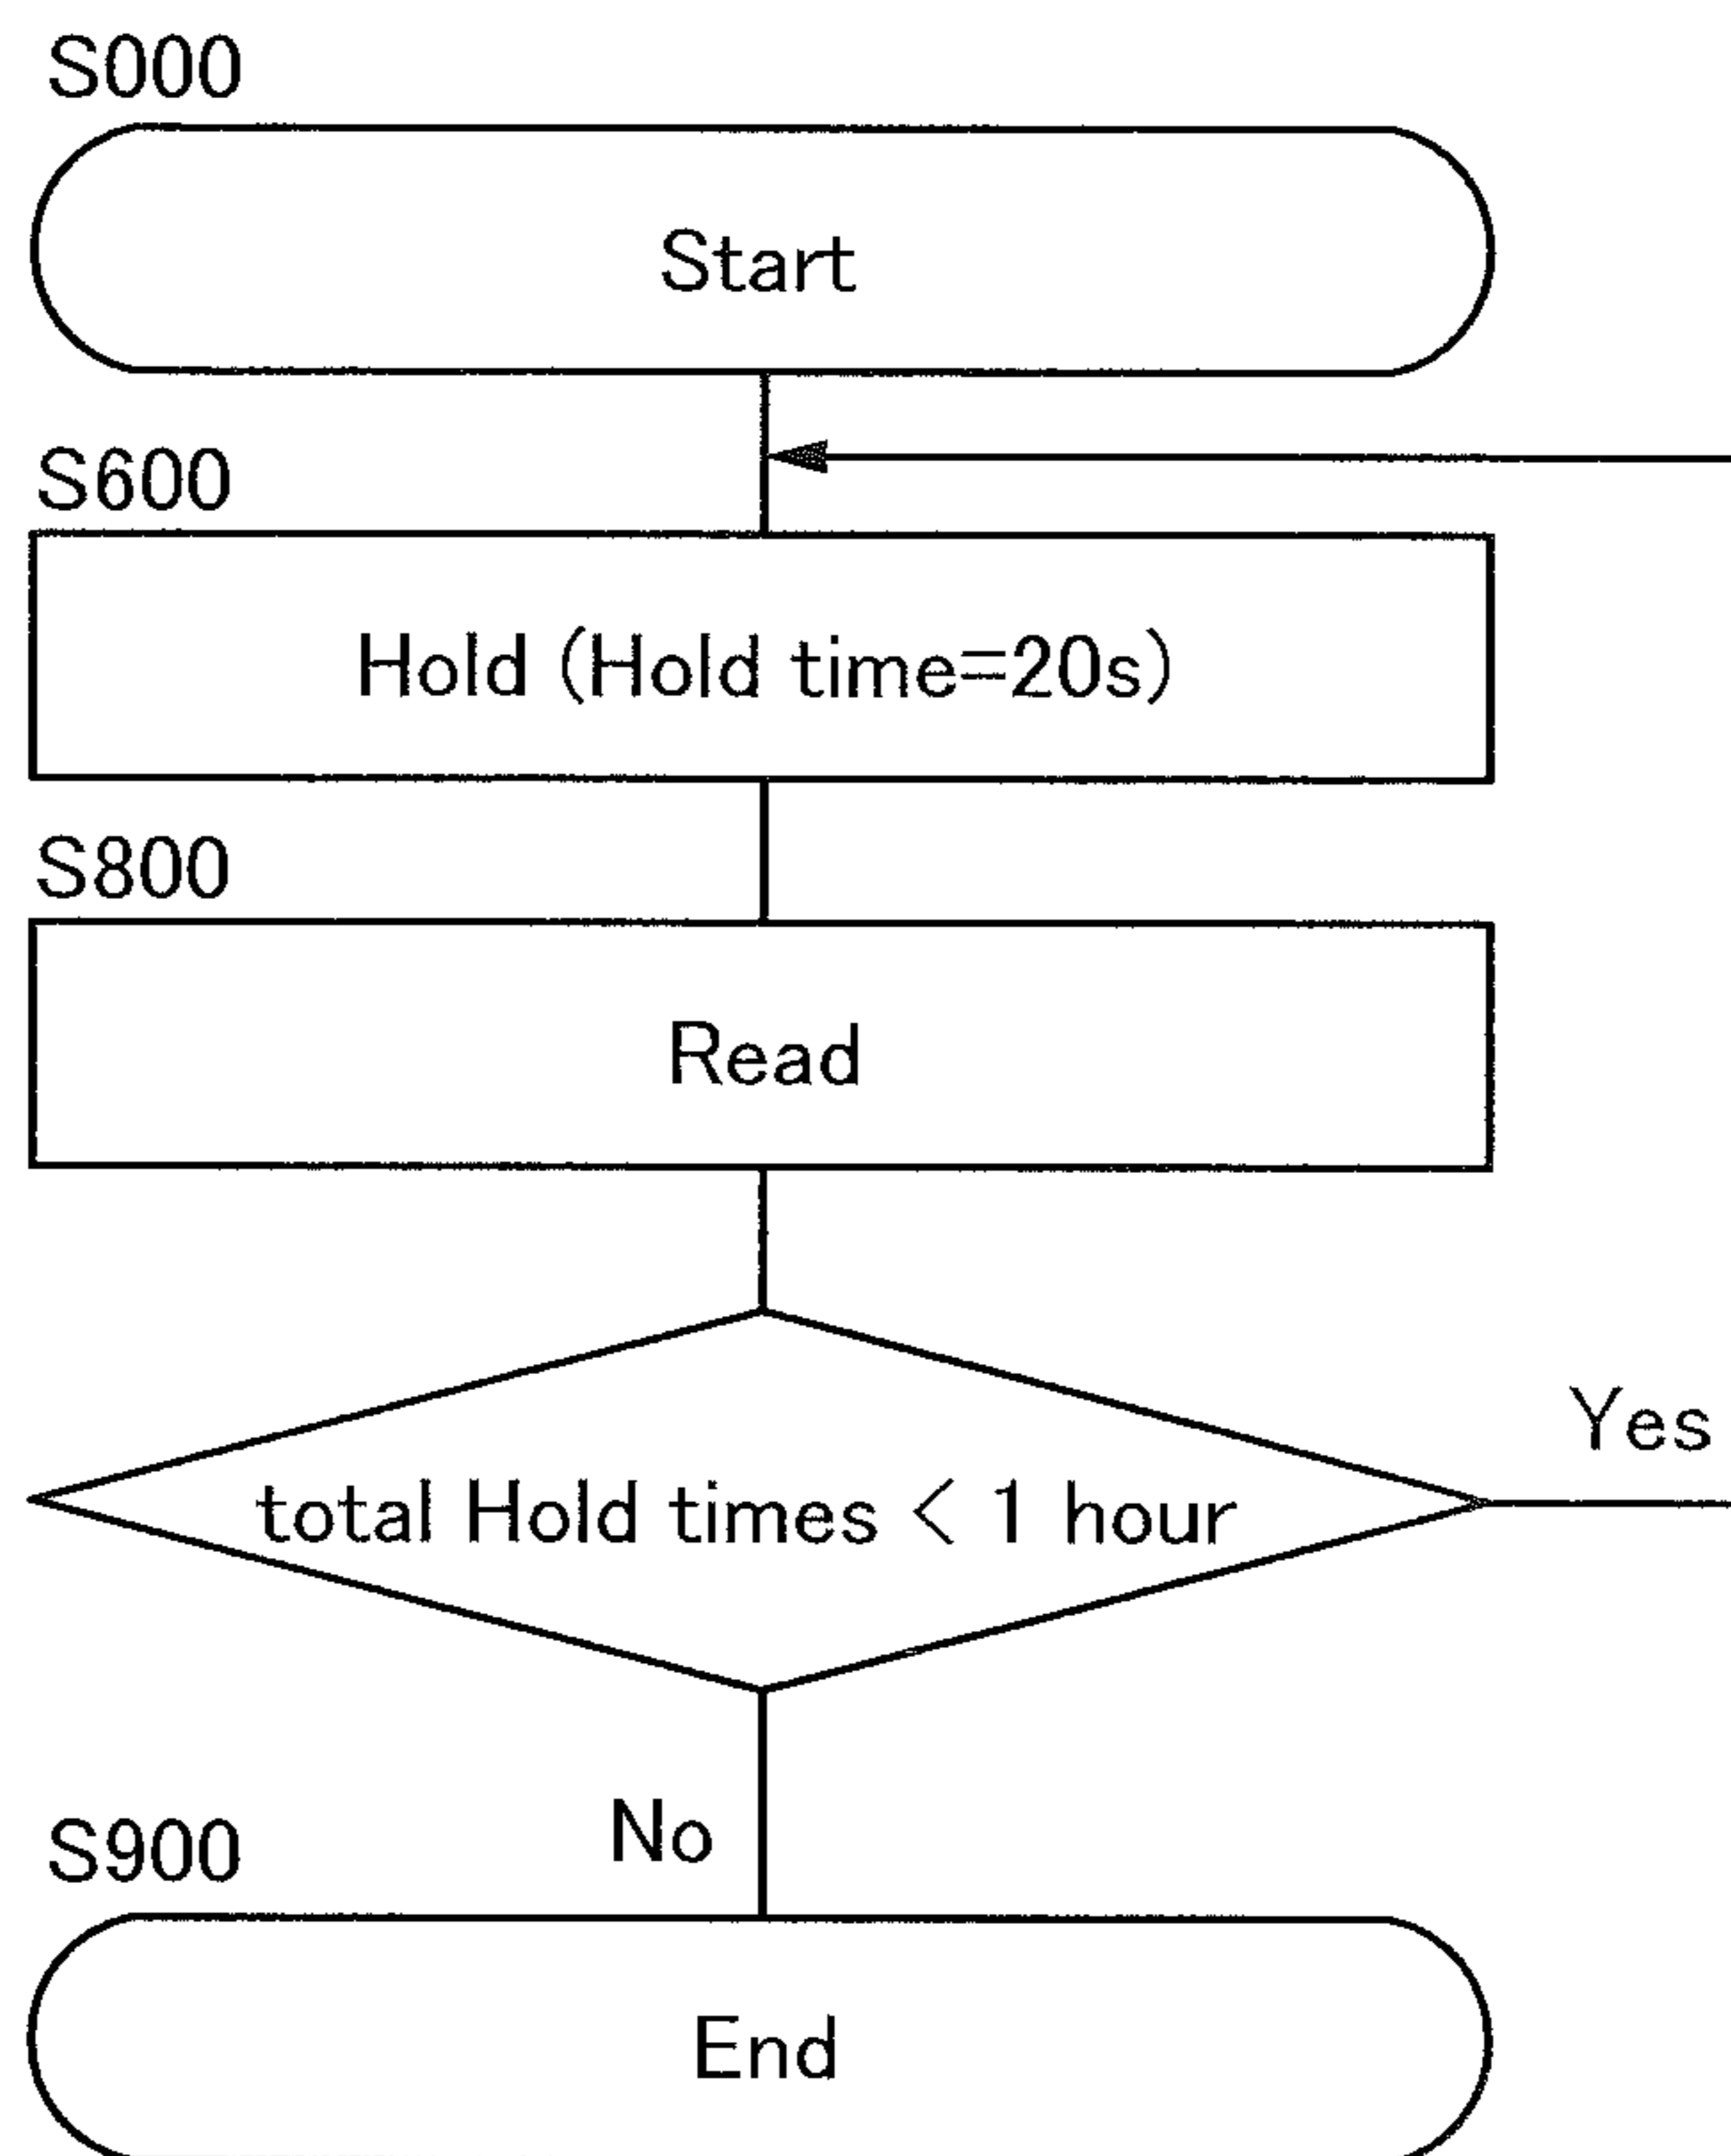 S000
Start
S600
Hold (Hold time=20s)
S800
Read
Yes
total Hold times < 1 hour
No
S900
End